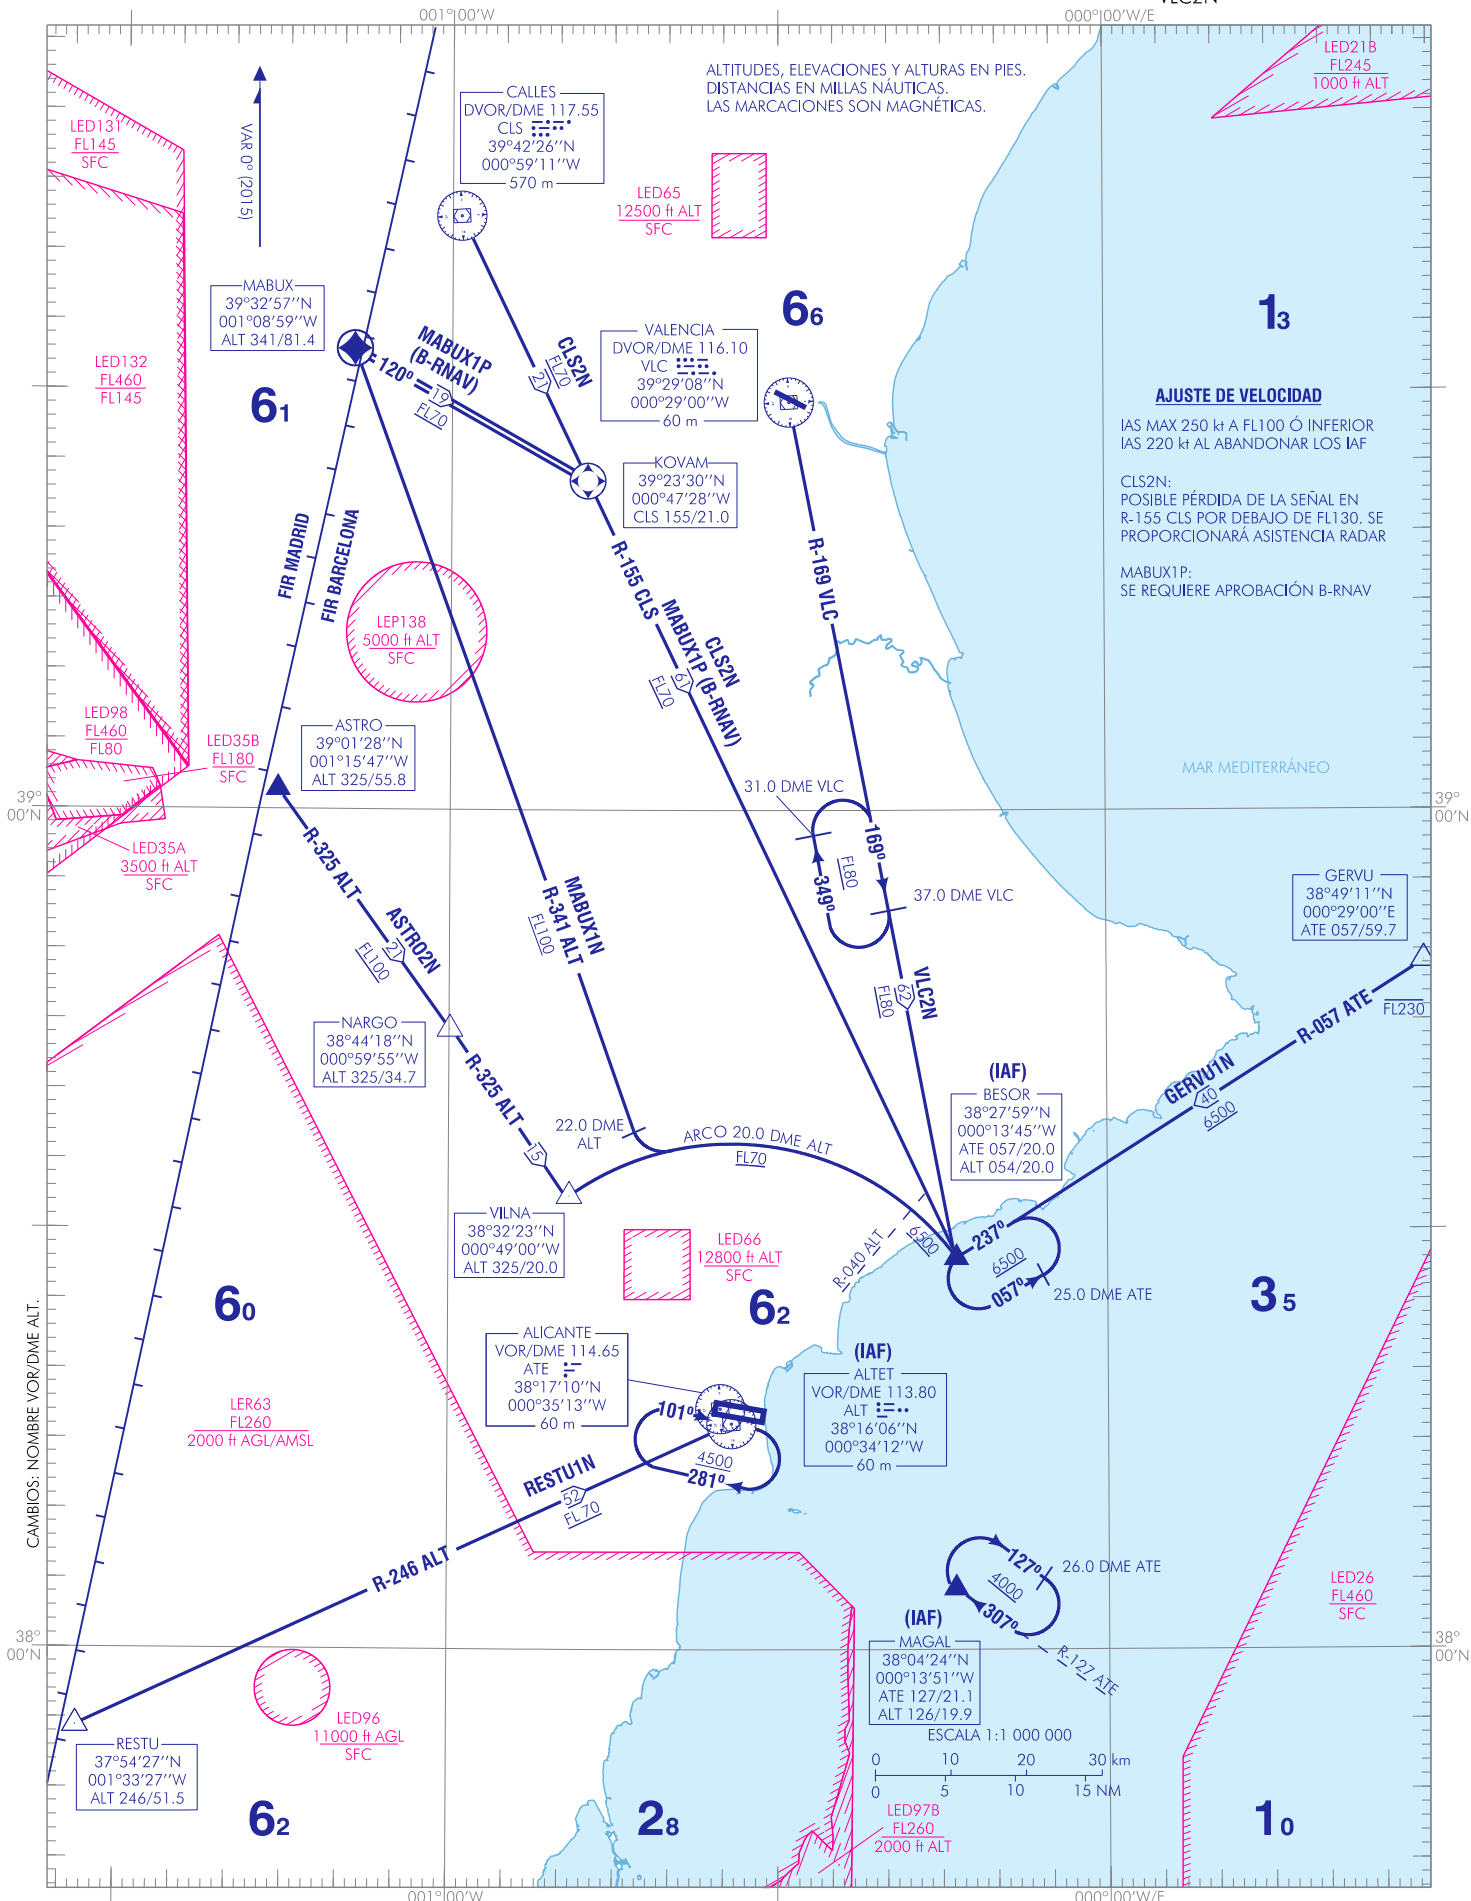 VLC2N
001°00'W
000°00'W/E
ALTITUDES, ELEVACIONES Y ALTURAS EN PIES.
DISTANCIAS EN MILLAS NÁUTICAS.
LAS MARCACIONES SON MAGNÉTICAS.
LED21B
FL245
1000 ft ALT
CALLES
DVOR/DME 117.55
CLS
39°42'26''N
000°59'11''W
570 m
LED131
FL145
SFC
VAR 0° (2015)
LED65
12500 ft ALT
SFC
MABUX
39°32'57''N
001°08'59''W
ALT 341/81.4
66
13
VALENCIA
DVOR/DME 116.10
VLC
39°29'08''N
000°29'00''W
60 m
MABUX1P
(B-RNAV)
120°
19
FL70
CLS2N
21
FL70
LED132
FL460
FL145
61
AJUSTE DE VELOCIDAD
IAS MAX 250 kt A FL100 Ó INFERIOR
IAS 220 kt AL ABANDONAR LOS IAF
CLS2N:
POSIBLE PÉRDIDA DE LA SEÑAL EN
R-155 CLS POR DEBAJO DE FL130. SE
PROPORCIONARÁ ASISTENCIA RADAR
MABUX1P:
SE REQUIERE APROBACIÓN B-RNAV
KOVAM
39°23'30''N
000°47'28''W
CLS 155/21.0
FIR MADRID
FIR BARCELONA
R-155 CLS
R-169 VLC
LEP138
5000 ft ALT
SFC
CLS2N
MABUX1P (B-RNAV)
61
FL70
LED98
FL460
FL80
LED35B
FL180
SFC
ASTRO
39°01'28''N
001°15'47''W
ALT 325/55.8
MAR MEDITERRÁNEO
31.0 DME VLC
39°
00'N
39°
00'N
LED35A
3500 ft ALT
SFC
R-325 ALT
169°
FL80
349°
37.0 DME VLC
GERVU
38°49'11''N
000°29'00''E
ATE 057/59.7
MABUX1N
R-341 ALT
FL100
ASTRO2N
21
FL100
VLC2N
62
FL80
FL230
R-057 ATE
NARGO
38°44'18''N
000°59'55''W
ALT 325/34.7
R-325 ALT
15
(IAF)
BESOR
38°27'59''N
000°13'45''W
ATE 057/20.0
ALT 054/20.0
GERVU1N
40
6500
22.0 DME
ALT
ARCO 20.0 DME ALT
FL70
VILNA
38°32'23''N
000°49'00''W
ALT 325/20.0
R-040 ALT
6500
237°
6500
057°
25.0 DME ATE
LED66
12800 ft ALT
SFC
60
62
35
CAMBIOS: NOMBRE VOR/DME ALT.
ALICANTE
VOR/DME 114.65
ATE
38°17'10''N
000°35'13''W
60 m
(IAF)
ALTET
VOR/DME 113.80
ALT
38°16'06''N
000°34'12''W
60 m
LER63
FL260
2000 ft AGL/AMSL
101°
4500
281°
RESTU1N
52
FL 70
R-246 ALT
127°
4000
307°
26.0 DME ATE
R-127 ATE
LED26
FL460
SFC
(IAF)
MAGAL
38°04'24''N
000°13'51''W
ATE 127/21.1
ALT 126/19.9
38°
00'N
38°
00'N
LED96
11000 ft AGL
SFC
RESTU
37°54'27''N
001°33'27''W
ALT 246/51.5
ESCALA 1:1 000 000
0 10 20 30 km
0 5 10 15 NM
LED97B
FL260
2000 ft ALT
62
28
10
001°00'W
000°00'W/E